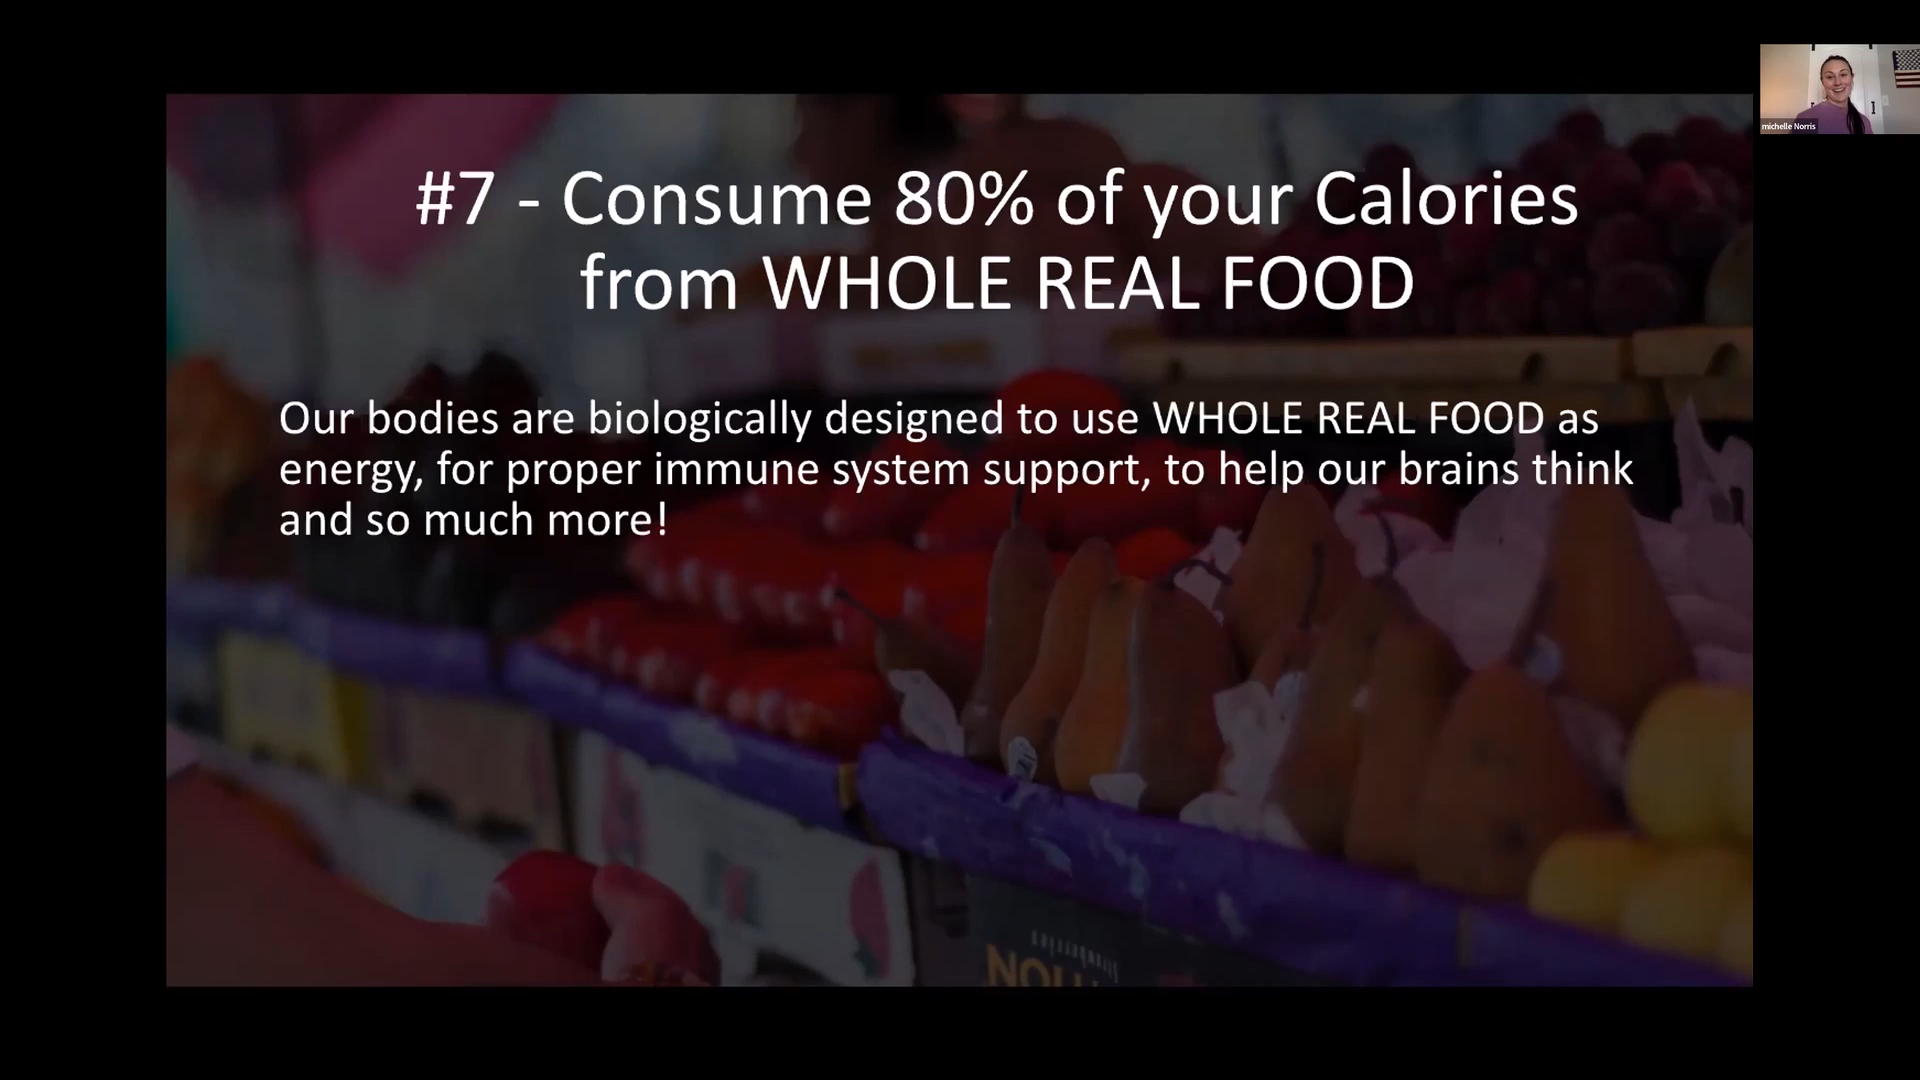 michelle Norris
#7 - Consume 80% of your Calories
from WHOLE REAL FOOD
Our bodies are biologically designed to use WHOLE REAL FOOD as
energy, for proper immune system support, to help our brains think
and so much more!